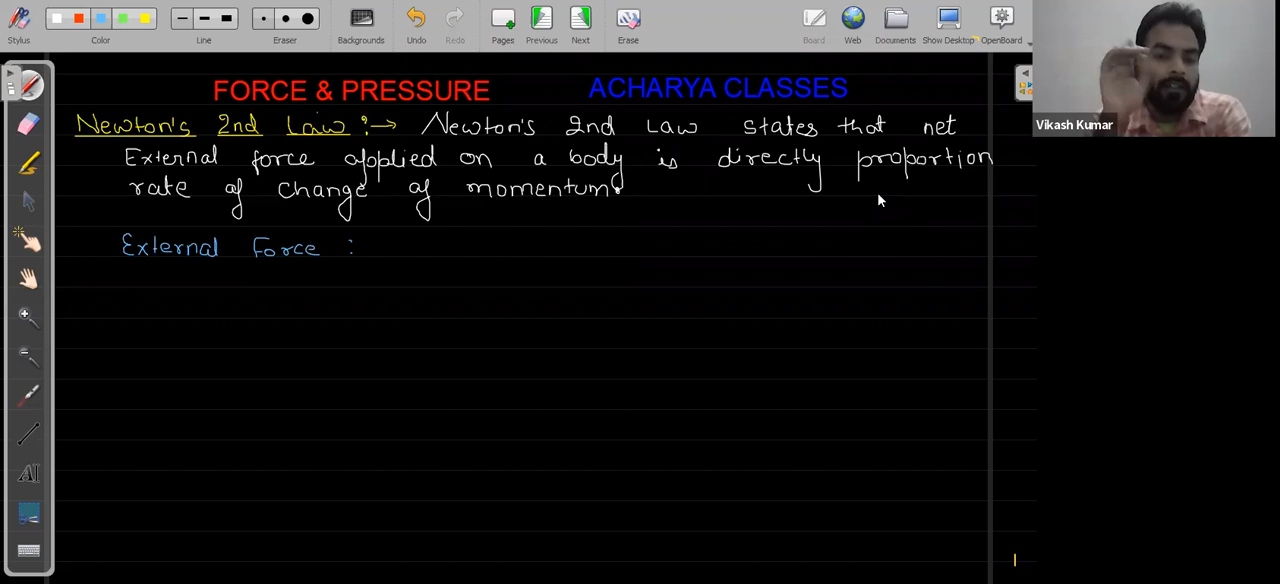 Stylus
Color
Line
Eraser
Backgrounds
Undo
Redo
Pages
Previous
Next
Erase
Board
Web
Documents
Show Desktop
OpenBoard
Vikash Kumar
FORCE & PRESSURE ACHARYA CLASSES
Newton's 2nd Law :→ Newton's 2nd Law states that net
External force applied on a body is directly proportion
rate of change of momentum.
External Force :
AI
1